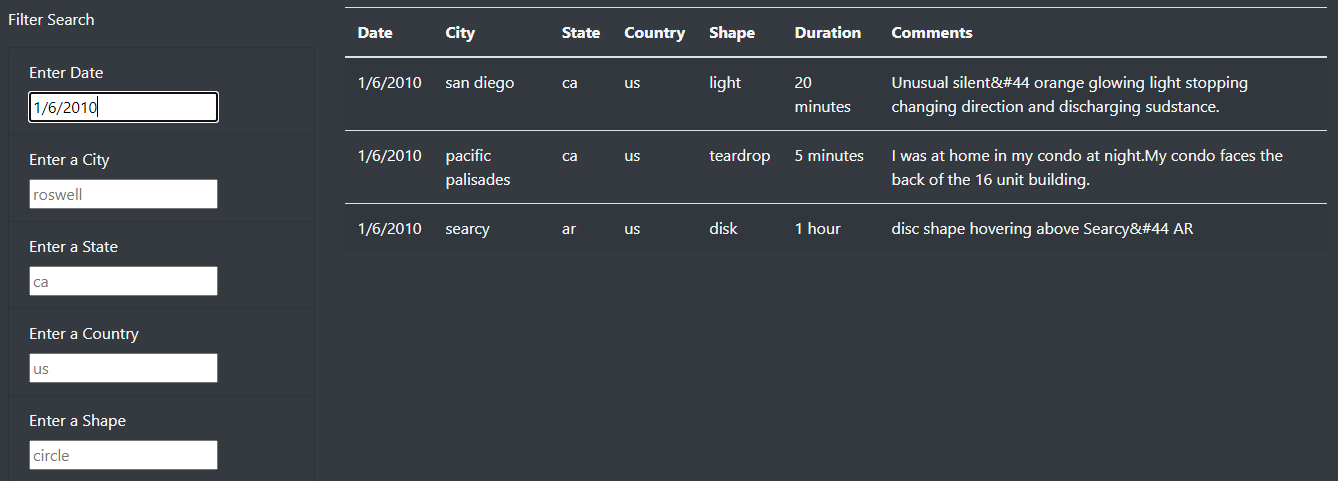 Filter Search
Enter Date
1/6/2010
Enter a City
roswell
Enter a State
ca
Enter a Country
us
Enter a Shape
circle
Date City State Country Shape Duration Comments
1/6/2010 san diego ca us light 20 Unusual silent&#44 orange glowing light stopping
minutes changing direction and discharging sudstance.
1/6/2010 pacific ca us teardrop 5 minutes I was at home in my condo at night.My condo faces the
palisades back of the 16 unit building.
1/6/2010 searcy ar us disk 1 hour disc shape hovering above Searcy&#44 AR